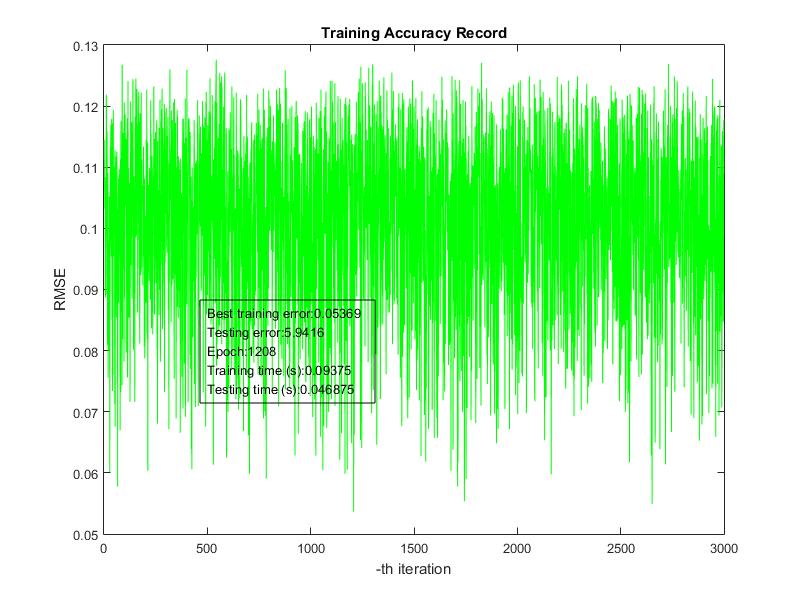 Training Accuracy Record
0.13
0.12
0.11
0.1
0.09
0.08
0.07
0.06
0.05
RMSE
Best training error:0.05369
Testing error:5.9416
Epoch:1208
Training time (s):0.09375
Testing time (s):0.046875
0 500 1000 1500 2000 2500 3000
-th iteration